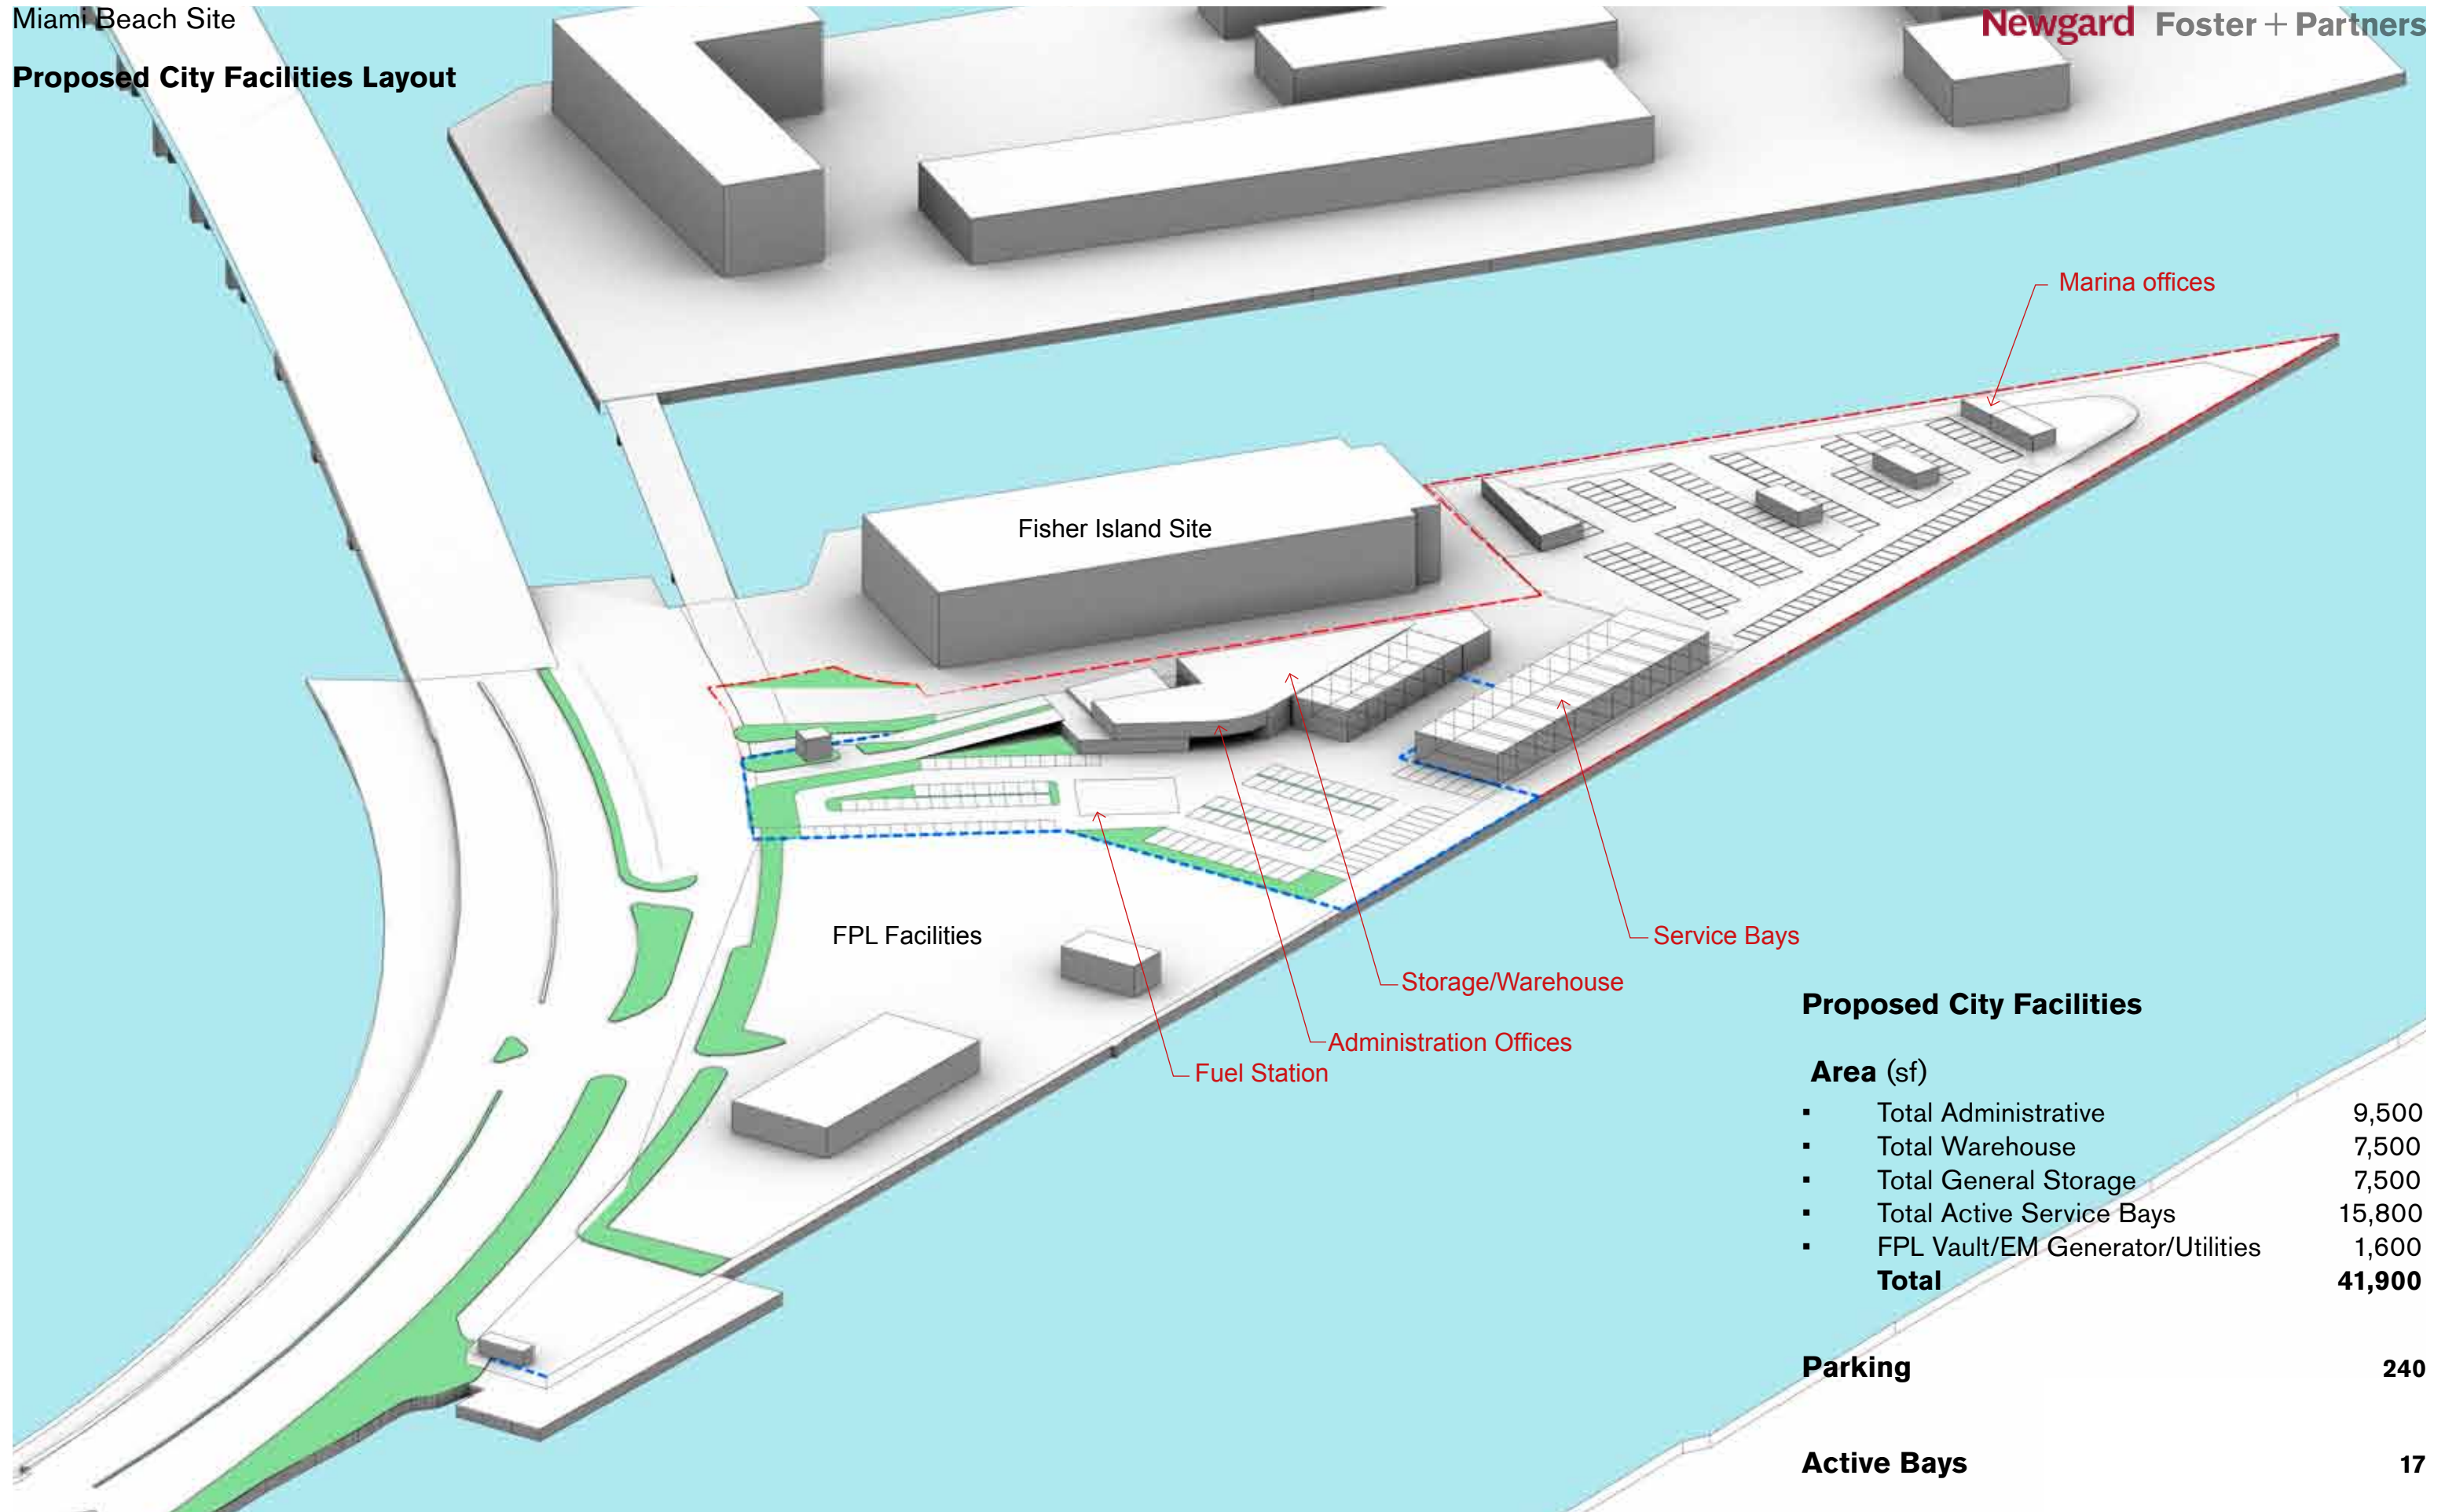 Miami Beach Site
Newgard Foster + Partners
Proposed City Facilities Layout
Marina offices
Fisher Island Site
FPL Facilities
Service Bays
Storage/Warehouse
Administration Offices
Fuel Station
Proposed City Facilities
Area (sf)
▪ Total Administrative 9,500
▪ Total Warehouse 7,500
▪ Total General Storage 7,500
▪ Total Active Service Bays 15,800
▪ FPL Vault/EM Generator/Utilities 1,600
Total 41,900
Parking 240
Active Bays 17